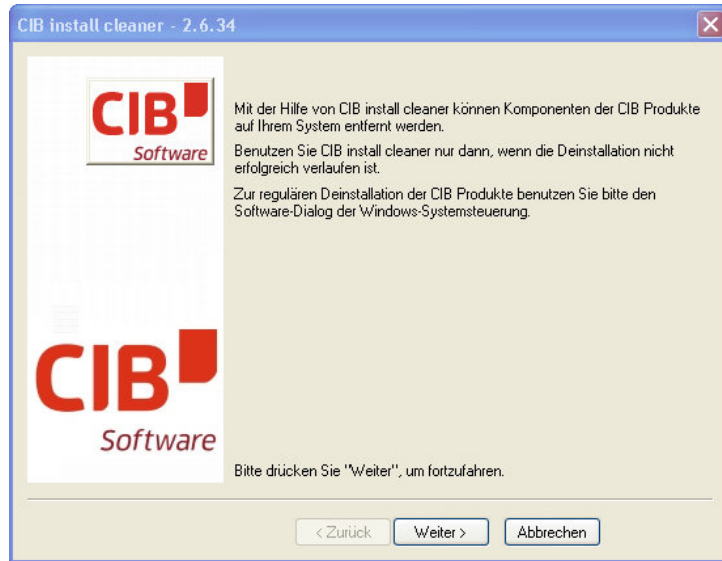 CIB install cleaner - 2.6.34
CIB
Software
Mit der Hilfe von CIB install cleaner können Komponenten der CIB Produkte
auf Ihrem System entfernt werden.
Benutzen Sie CIB install cleaner nur dann, wenn die Deinstallation nicht
erfolgreich verlaufen ist.
Zur regulären Deinstallation der CIB Produkte benutzen Sie bitte den
Software-Dialog der Windows-Systemsteuerung.
CIB
Software
Bitte drücken Sie "Weiter", um fortzufahren.
< Zurück Weiter > Abbrechen